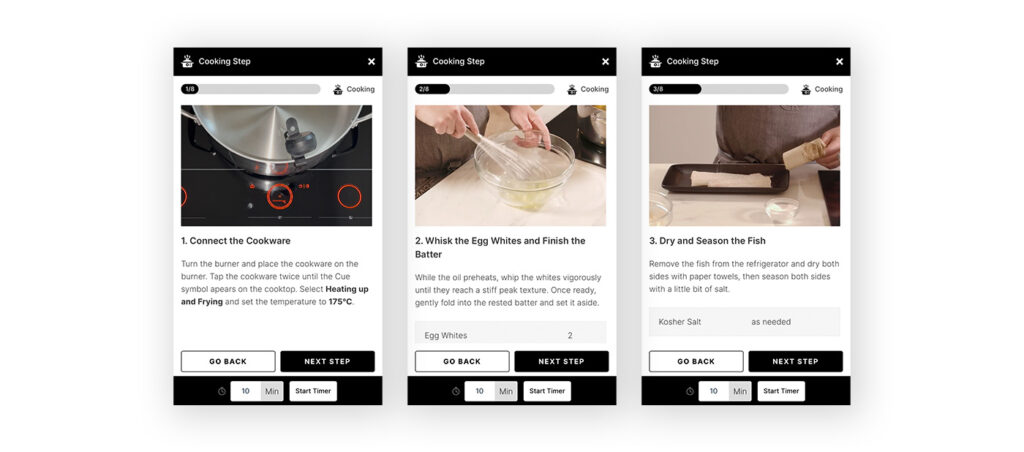 Cooking Step
1/8
Cooking
1. Connect the Cookware
Turn the burner and place the cookware on the
burner. Tap the cookware twice until the Cue
symbol apears on the cooktop. Select Heating up
and Frying and set the temperature to 175°C.
GO BACK
NEXT STEP
10
Min
Start Timer
Cooking Step
2/8
Cooking
2. Whisk the Egg Whites and Finish the
Batter
While the oil preheats, whip the whites vigorously
until they reach a stiff peak texture. Once ready,
gently fold into the rested batter and set it aside.
Egg Whites 2
GO BACK
NEXT STEP
10
Min
Start Timer
Cooking Step
3/8
Cooking
3. Dry and Season the Fish
Remove the fish from the refrigerator and dry both
sides with paper towels, then season both sides
with a little bit of salt.
Kosher Salt as needed
GO BACK
NEXT STEP
10
Min
Start Timer